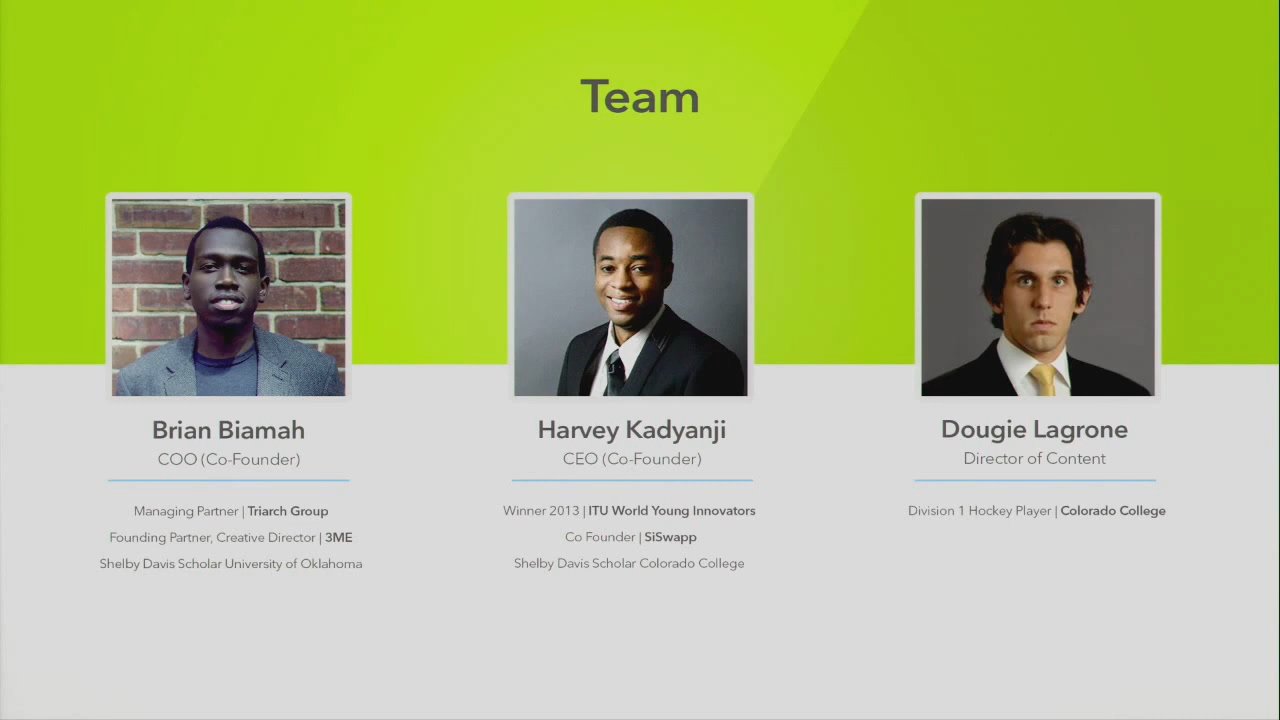 Team
Brian Biamah
COO (Co-Founder)
Managing Partner | Triarch Group
Founding Partner, Creative Director | 3ME
Shelby Davis Scholar University of Oklahoma
Harvey Kadyanji
CEO (Co-Founder)
Winner 2013 | ITU World Young Innovators
Co Founder | SiSwapp
Shelby Davis Scholar Colorado College
Dougie Lagrone
Director of Content
Division 1 Hockey Player | Colorado College